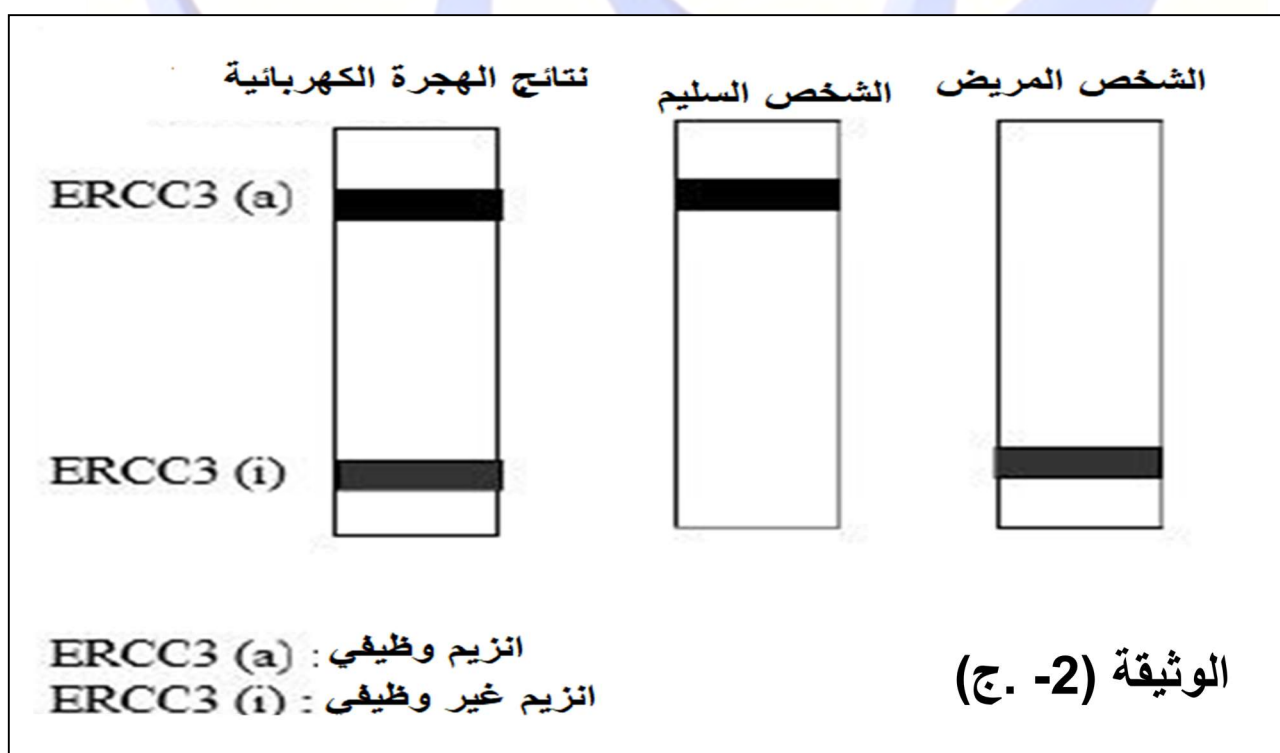 نتائج الهجرة الكهربائية
الشخص السليم
الشخص المريض
ERCC3 (a)
ERCC3 (i)
ERCC3 (a) : انزيم وظيفي
ERCC3 (i) : انزيم غير وظيفي
الوثيقة (2- .ج)